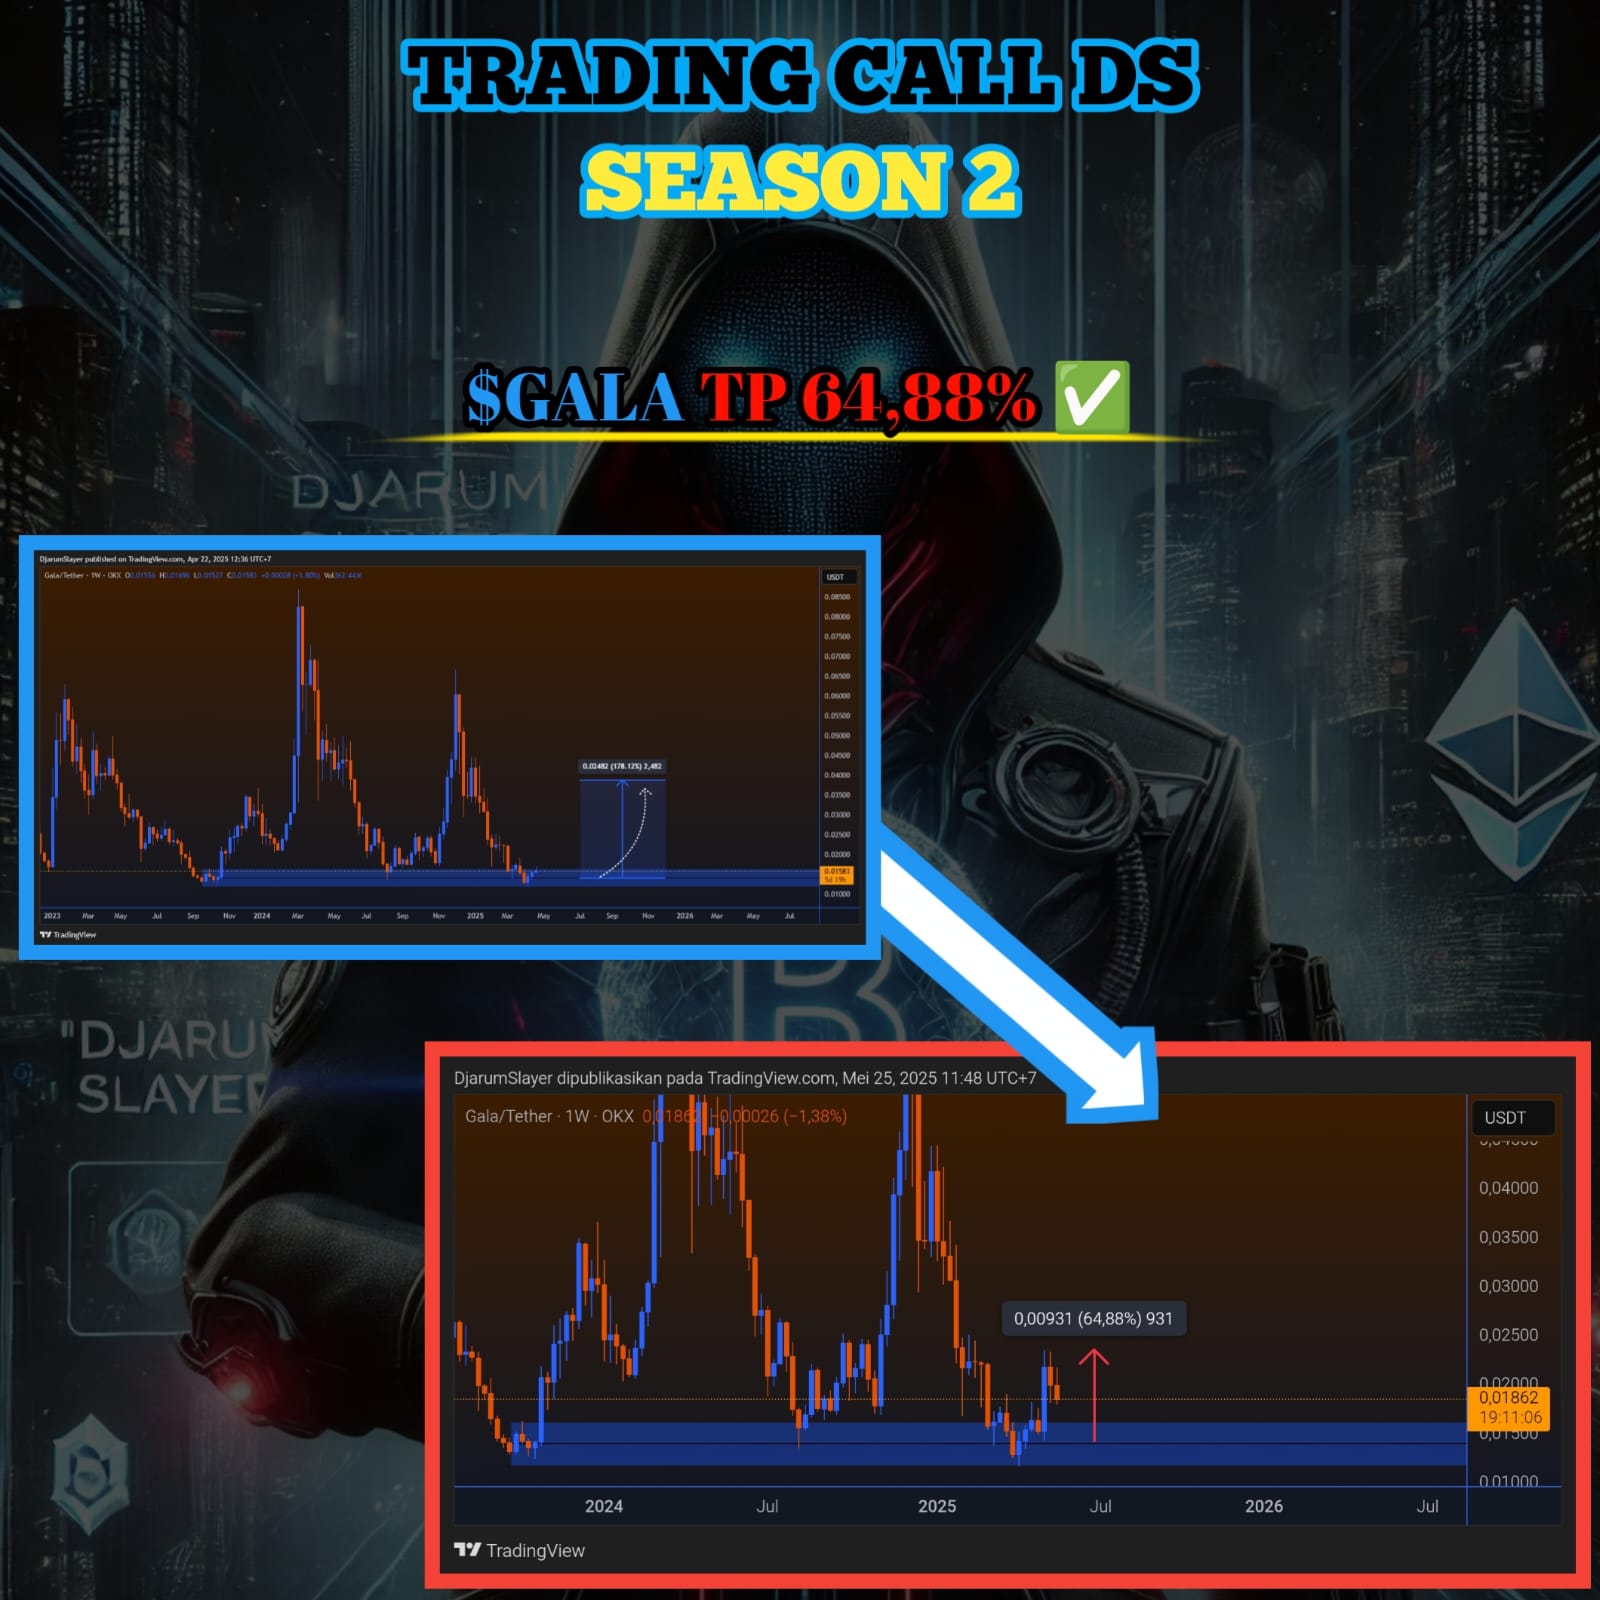 TRADING CALL DS
SEASON 2
$GALA TP 64,88% ✅
DJARUM
DjarumSlayer published on TradingView.com, Apr 22, 2025 12:36 UTC+7
Gala/Tether · 1W · OKX O0.01556 H0.01696 L0.01527 C0.01583 +0.00028 (+1.80%) Vol362.44M
USDT
0.08500
0.08000
0.07500
0.07000
0.06500
0.06000
0.05500
0.05000
0.04500
0.04000
0.03500
0.03000
0.02500
0.02000
0.01583
5d 19h
0.01000
0.02482 (178.12%) 2,482
2023 Mar May Jul Sep Nov 2024 Mar May Jul Sep Nov 2025 Mar May Jul Sep Nov 2026 Mar May Jul
TradingView
"DJARU
SLAYER
DjarumSlayer dipublikasikan pada TradingView.com, Mei 25, 2025 11:48 UTC+7
Gala/Tether · 1W · OKX 0,01862 −0,00026 (−1,38%)
USDT
0,04000
0,03500
0,03000
0,02500
0,02000
0,01862
19:11:06
0,01500
0,01000
0,00931 (64,88%) 931
2024 Jul 2025 Jul 2026 Jul
TradingView